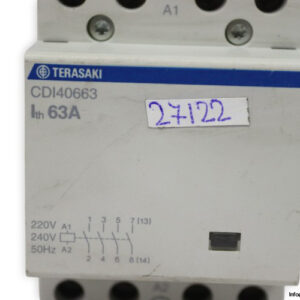 A1
TERASAKI
CDI40663
Ith 63A
27122
220V A1 1 3 5 7 (13)
240V
50Hz A2 2 4 6 8 (14)
A2